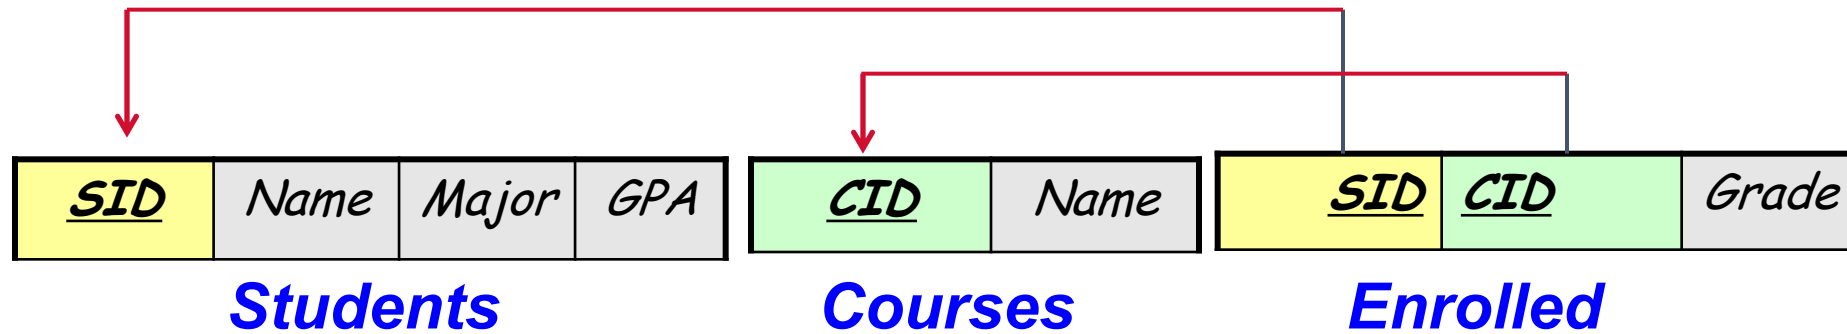 SID Name Major GPA CID Name SID CID Grade
Students Courses Enrolled